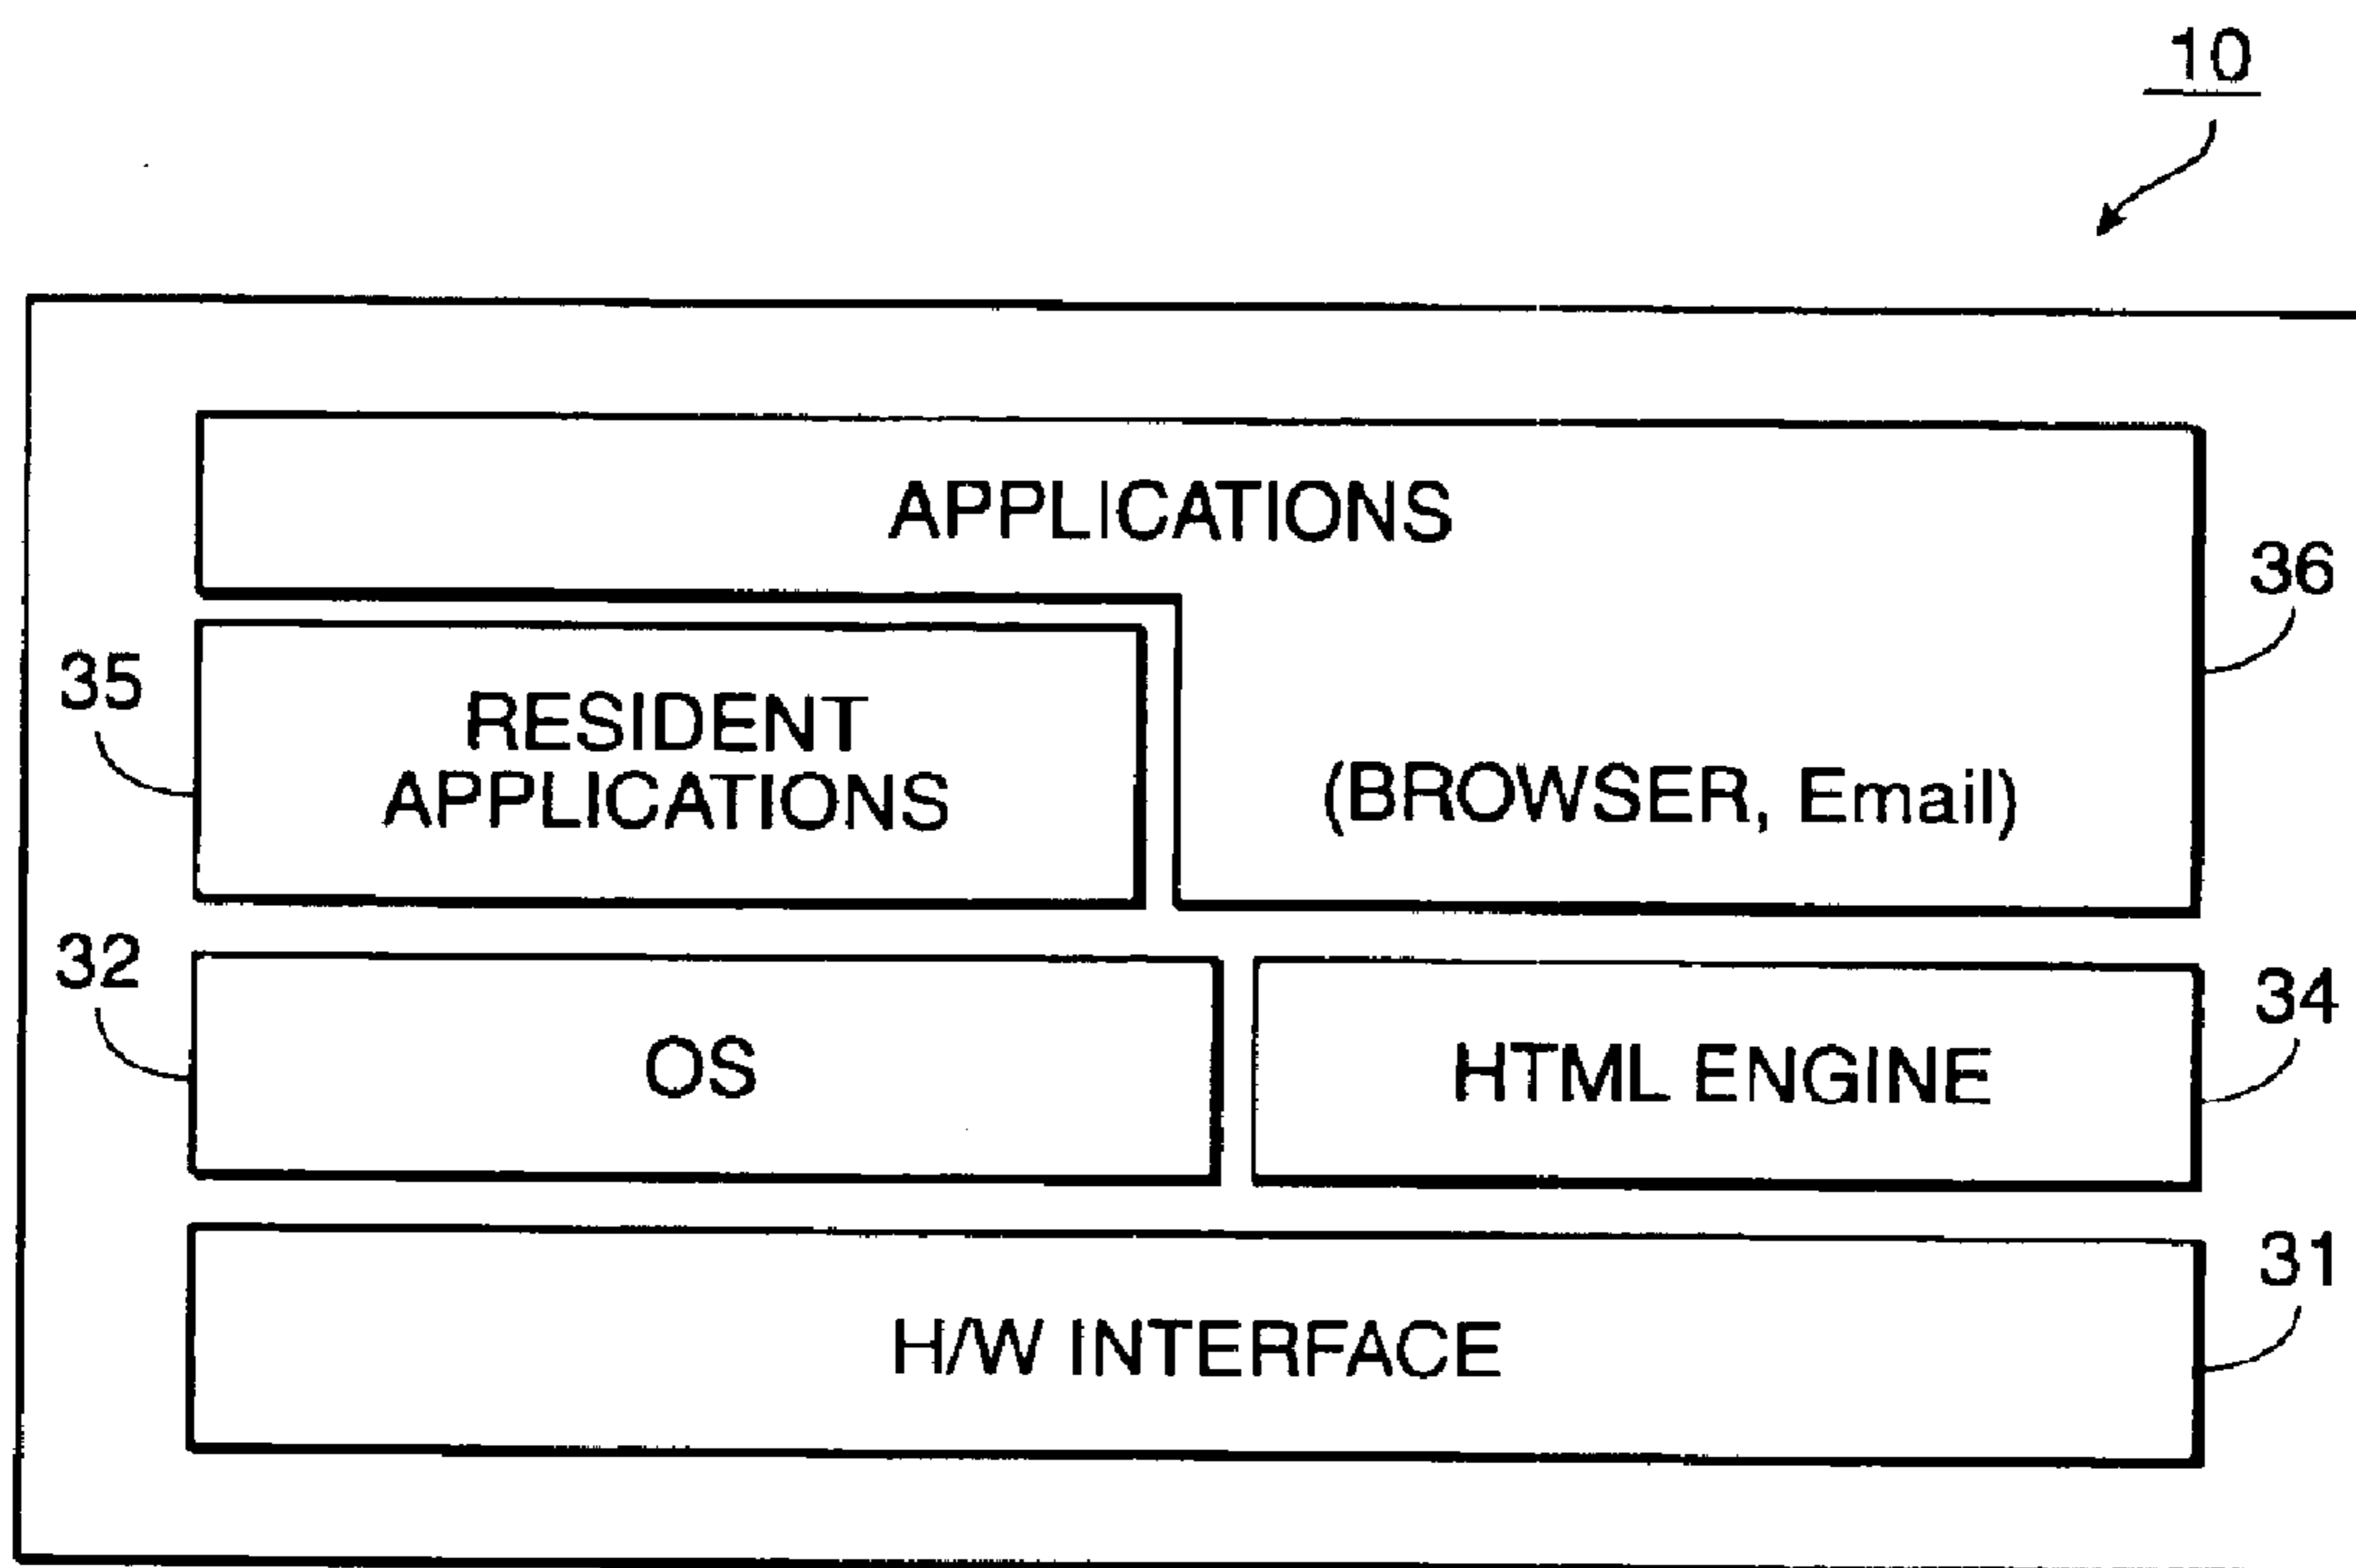 10
APPLICATIONS
36
35
RESIDENT
APPLICATIONS
(BROWSER, Email)
32
OS
HTML ENGINE
34
H/W INTERFACE
31